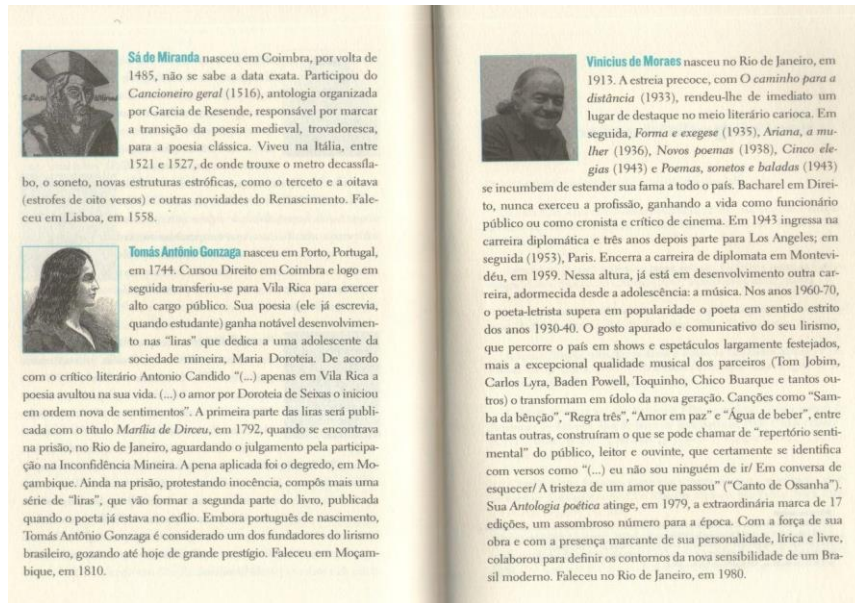 Sá de Miranda nasceu em Coimbra, por volta de
1485, não se sabe a data exata. Participou do
Cancioneiro geral (1516), antologia organizada
por Garcia de Resende, responsável por marcar
a transição da poesia medieval, trovadoresca,
para a poesia clássica. Viveu na Itália, entre
1521 e 1527, de onde trouxe o metro decassíla-
bo, o soneto, novas estruturas estróficas, como o terceto e a oitava
(estrofes de oito versos) e outras novidades do Renascimento. Fale-
ceu em Lisboa, em 1558.
Tomás Antônio Gonzaga nasceu em Porto, Portugal,
em 1744. Cursou Direito em Coimbra e logo em
seguida transferiu-se para Vila Rica para exercer
alto cargo público. Sua poesia (ele já escrevia,
quando estudante) ganha notável desenvolvimen-
to nas “liras” que dedica a uma adolescente da
sociedade mineira, Maria Doroteia. De acordo
com o crítico literário Antonio Candido “(...) apenas em Vila Rica a
poesia avultou na sua vida. (...) o amor por Doroteia de Seixas o iniciou
em ordem nova de sentimentos”. A primeira parte das liras será publi-
cada com o título Marília de Dirceu, em 1792, quando se encontrava
na prisão, no Rio de Janeiro, aguardando o julgamento pela participa-
ção na Inconfidência Mineira. A pena aplicada foi o degredo, em Mo-
çambique. Ainda na prisão, protestando inocência, compôs mais uma
série de “liras”, que vão formar a segunda parte do livro, publicada
quando o poeta já estava no exílio. Embora português de nascimento,
Tomás Antônio Gonzaga é considerado um dos fundadores do lirismo
brasileiro, gozando até hoje de grande prestígio. Faleceu em Moçam-
bique, em 1810.
Vinicius de Moraes nasceu no Rio de Janeiro, em
1913. A estreia precoce, com O caminho para a
distância (1933), rendeu-lhe de imediato um
lugar de destaque no meio literário carioca. Em
seguida, Forma e exegese (1935), Ariana, a mu-
lher (1936), Novos poemas (1938), Cinco ele-
gias (1943) e Poemas, sonetos e baladas (1943)
se incumbem de estender sua fama a todo o país. Bacharel em Direi-
to, nunca exerceu a profissão, ganhando a vida como funcionário
público ou como cronista e crítico de cinema. Em 1943 ingressa na
carreira diplomática e três anos depois parte para Los Angeles; em
seguida (1953), Paris. Encerra a carreira de diplomata em Montevi-
déu, em 1959. Nessa altura, já está em desenvolvimento outra car-
reira, adormecida desde a adolescência: a música. Nos anos 1960-70,
o poeta-letrista supera em popularidade o poeta em sentido estrito
dos anos 1930-40. O gosto apurado e comunicativo do seu lirismo,
que percorre o país em shows e espetáculos largamente festejados,
mais a excepcional qualidade musical dos parceiros (Tom Jobim,
Carlos Lyra, Baden Powell, Toquinho, Chico Buarque e tantos ou-
tros) o transformam em ídolo da nova geração. Canções como “Sam-
ba da bênção”, “Regra três”, “Amor em paz” e “Água de beber”, entre
tantas outras, construíram o que se pode chamar de “repertório senti-
mental” do público, leitor e ouvinte, que certamente se identifica
com versos como “(...) eu não sou ninguém de ir/ Em conversa de
esquecer/ A tristeza de um amor que passou” (“Canto de Ossanha”).
Sua Antologia poética atinge, em 1979, a extraordinária marca de 17
edições, um assombroso número para a época. Com a força de sua
obra e com a presença marcante de sua personalidade, lírica e livre,
colaborou para definir os contornos da nova sensibilidade de um Bra-
sil moderno. Faleceu no Rio de Janeiro, em 1980.